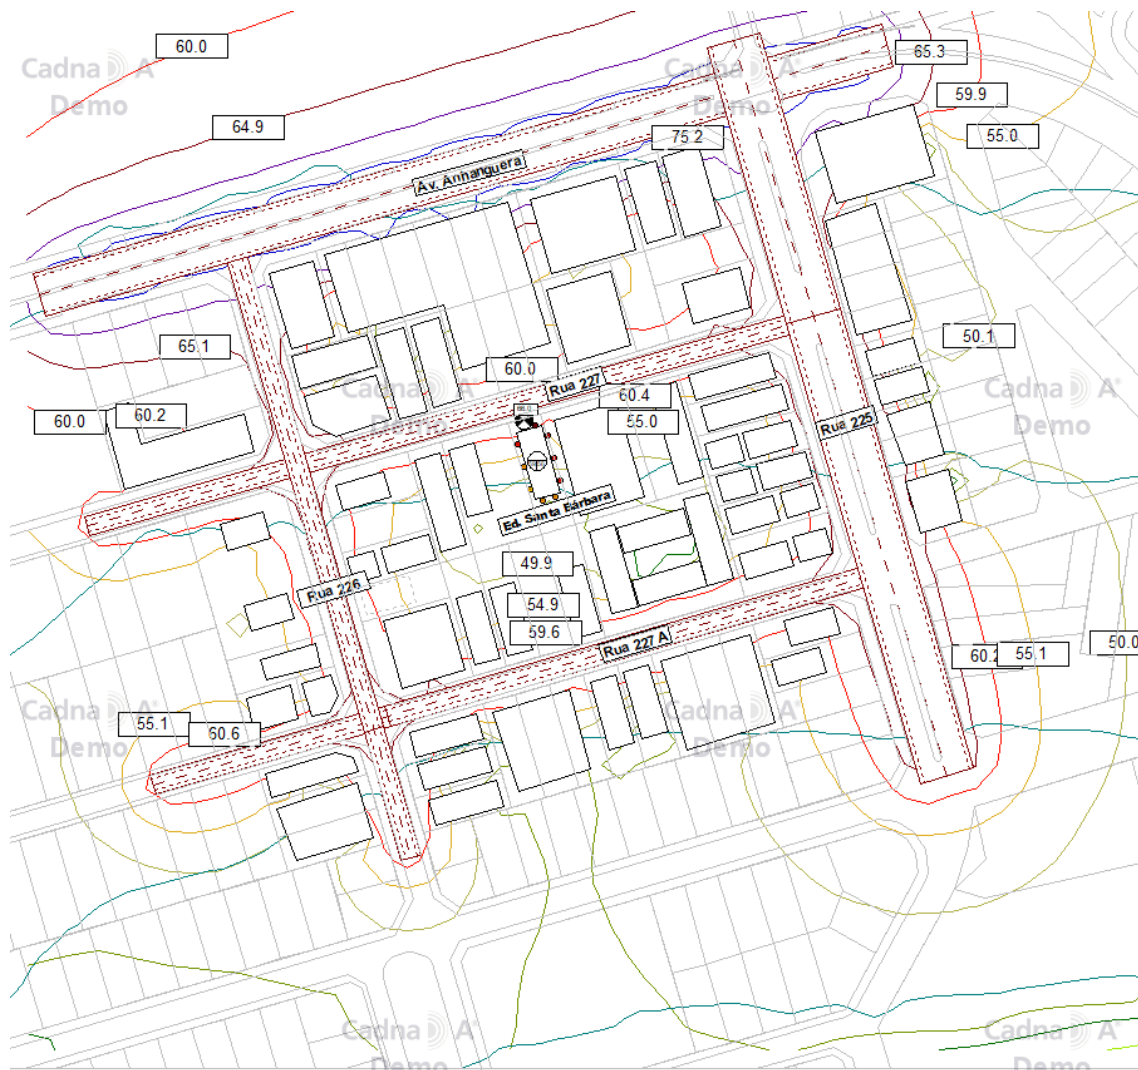 60.0
Cadna A
Demo
Cadna A
Demo
65.3
59.9
64.9
75.2
55.0
Av. Anhanguera
65.1
50.1
60.0
Cadna A
Demo
Rua 227
60.4
Cadna A
Demo
60.0
60.2
55.0
Rua 225
Ed. Santa Bárbara
49.9
Rua 226
54.9
59.6
Rua 227 A
60.2
55.1
50.0
Cadna A
Demo
55.1
60.6
Cadna A
Demo
Cadna A
Demo
Cadna A
Demo